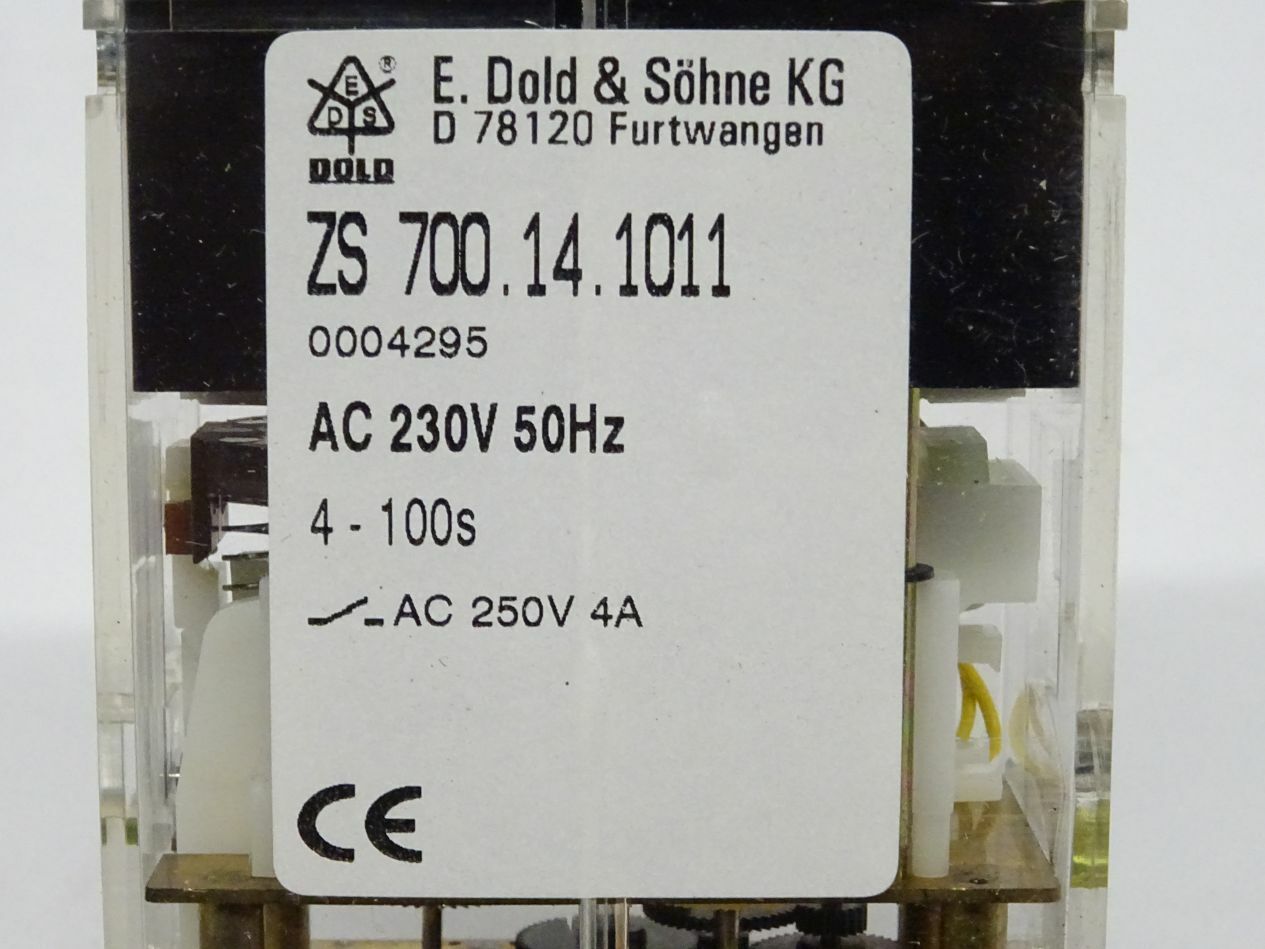 E
D S
®
DOLD
E. Dold & Söhne KG
D 78120 Furtwangen
ZS 700.14.1011
0004295
AC 230V 50Hz
4 - 100s
AC 250V 4A
CE